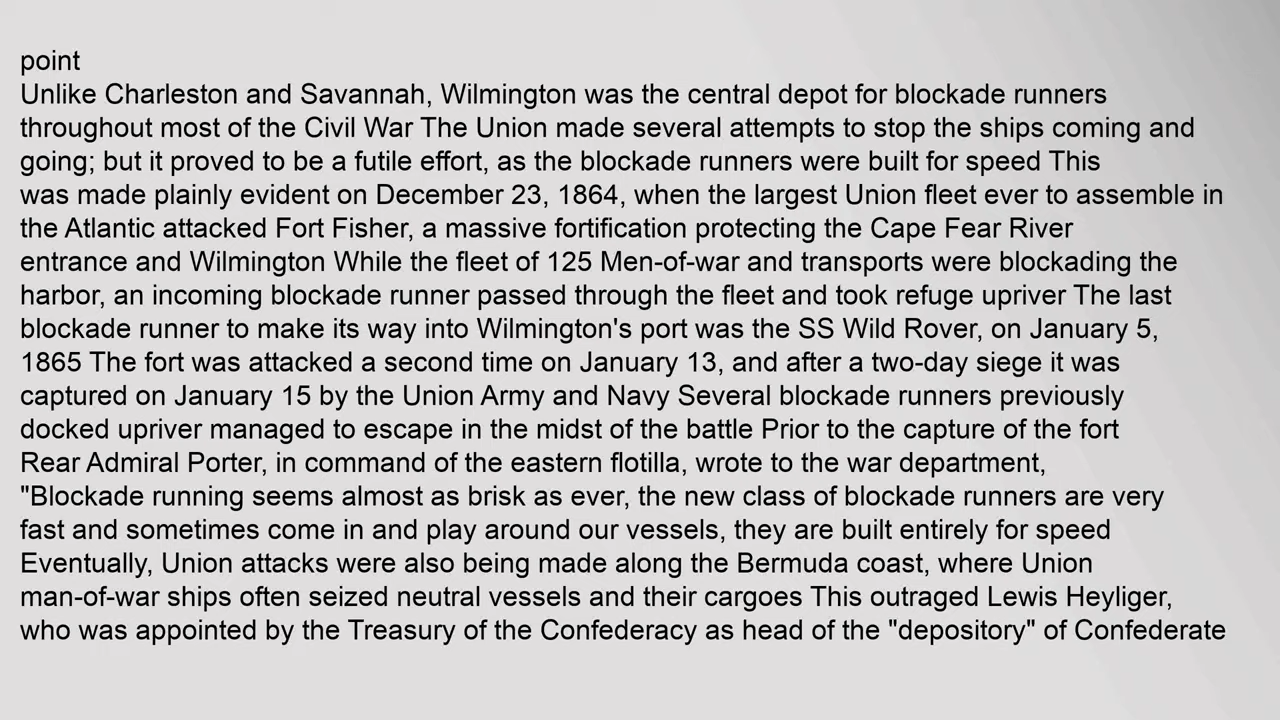 point
Unlike Charleston and Savannah, Wilmington was the central depot for blockade runners
throughout most of the Civil War The Union made several attempts to stop the ships coming and
going; but it proved to be a futile effort, as the blockade runners were built for speed This
was made plainly evident on December 23, 1864, when the largest Union fleet ever to assemble in
the Atlantic attacked Fort Fisher, a massive fortification protecting the Cape Fear River
entrance and Wilmington While the fleet of 125 Men-of-war and transports were blockading the
harbor, an incoming blockade runner passed through the fleet and took refuge upriver The last
blockade runner to make its way into Wilmington's port was the SS Wild Rover, on January 5,
1865 The fort was attacked a second time on January 13, and after a two-day siege it was
captured on January 15 by the Union Army and Navy Several blockade runners previously
docked upriver managed to escape in the midst of the battle Prior to the capture of the fort
Rear Admiral Porter, in command of the eastern flotilla, wrote to the war department,
"Blockade running seems almost as brisk as ever, the new class of blockade runners are very
fast and sometimes come in and play around our vessels, they are built entirely for speed
Eventually, Union attacks were also being made along the Bermuda coast, where Union
man-of-war ships often seized neutral vessels and their cargoes This outraged Lewis Heyliger,
who was appointed by the Treasury of the Confederacy as head of the "depository" of Confederate